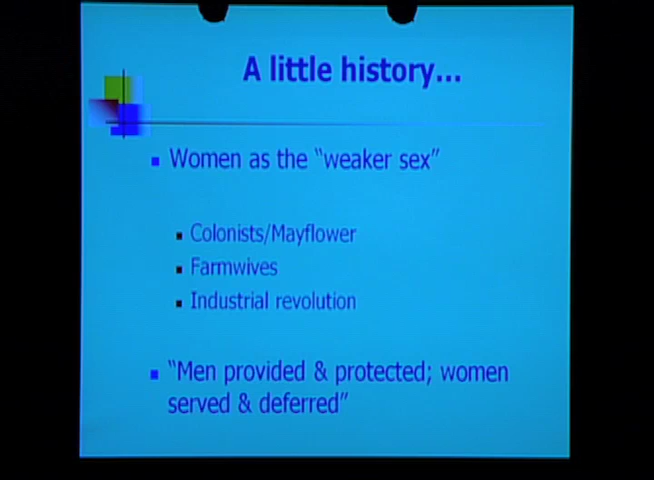 A little history...
Women as the “weaker sex”
Colonists/Mayflower
Farmwives
Industrial revolution
“Men provided & protected; women
served & deferred”